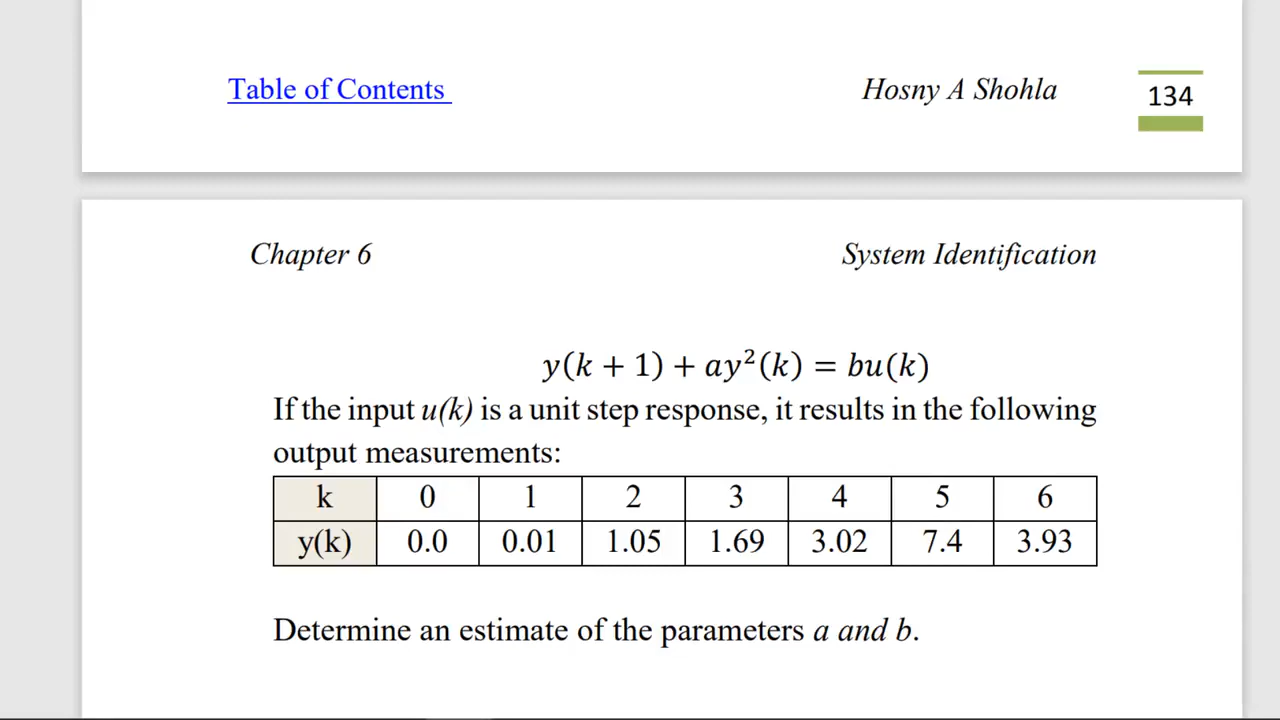 Table of Contents Hosny A Shohla 134
Chapter 6 System Identification
y(k + 1) + ay²(k) = bu(k)
If the input u(k) is a unit step response, it results in the following
output measurements:
k 0 1 2 3 4 5 6
y(k) 0.0 0.01 1.05 1.69 3.02 7.4 3.93
Determine an estimate of the parameters a and b.